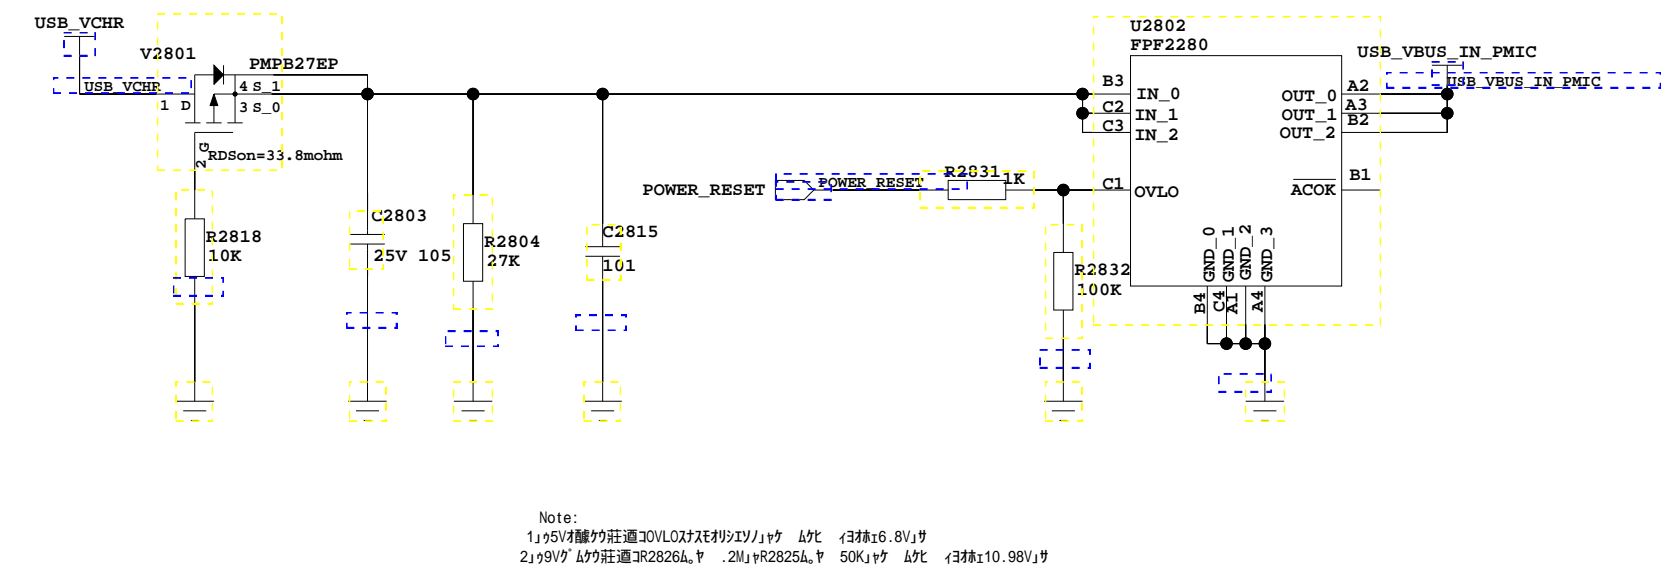 USB_VCHR
V2801
PMPB27EP
USB_VCHR
1 D
4 S_1
3 S_0
2 G
RDSon=33.8mohm
R2818
10K
C2803
25V 105
R2804
27K
C2815
101
POWER_RESET
POWER_RESET
R2831
1K
R2832
100K
U2802
FPF2280
B3 IN_0
C2 IN_1
C3 IN_2
C1 OVLO
OUT_0 A2
OUT_1 A3
OUT_2 B2
ACOK B1
GND_0
GND_1
GND_2
GND_3
B4
C4
A1
A4
USB_VBUS_IN_PMIC
USB_VBUS_IN_PMIC
Note: